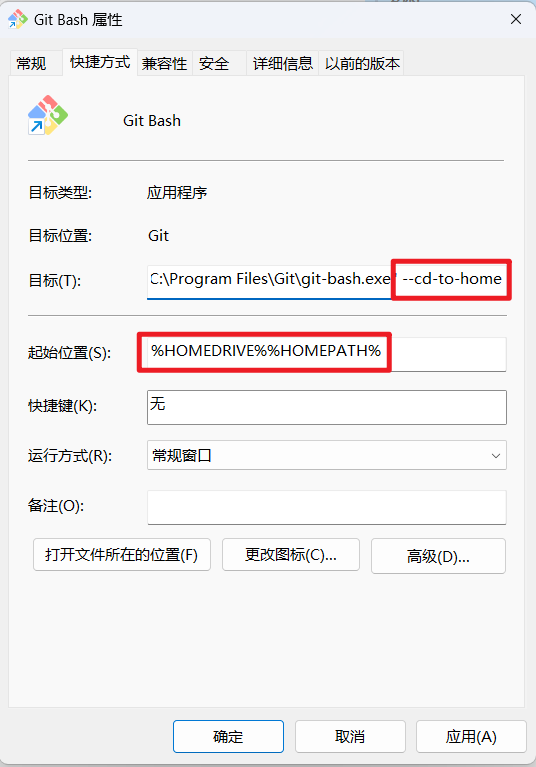 Git Bash 属性
常规 快捷方式 兼容性 安全 详细信息 以前的版本
Git Bash
目标类型: 应用程序
目标位置: Git
目标(T): C:\Program Files\Git\git-bash.exe" --cd-to-home
起始位置(S): %HOMEDRIVE%%HOMEPATH%
快捷键(K): 无
运行方式(R): 常规窗口
备注(O):
打开文件所在的位置(F) 更改图标(C)... 高级(D)...
确定 取消 应用(A)